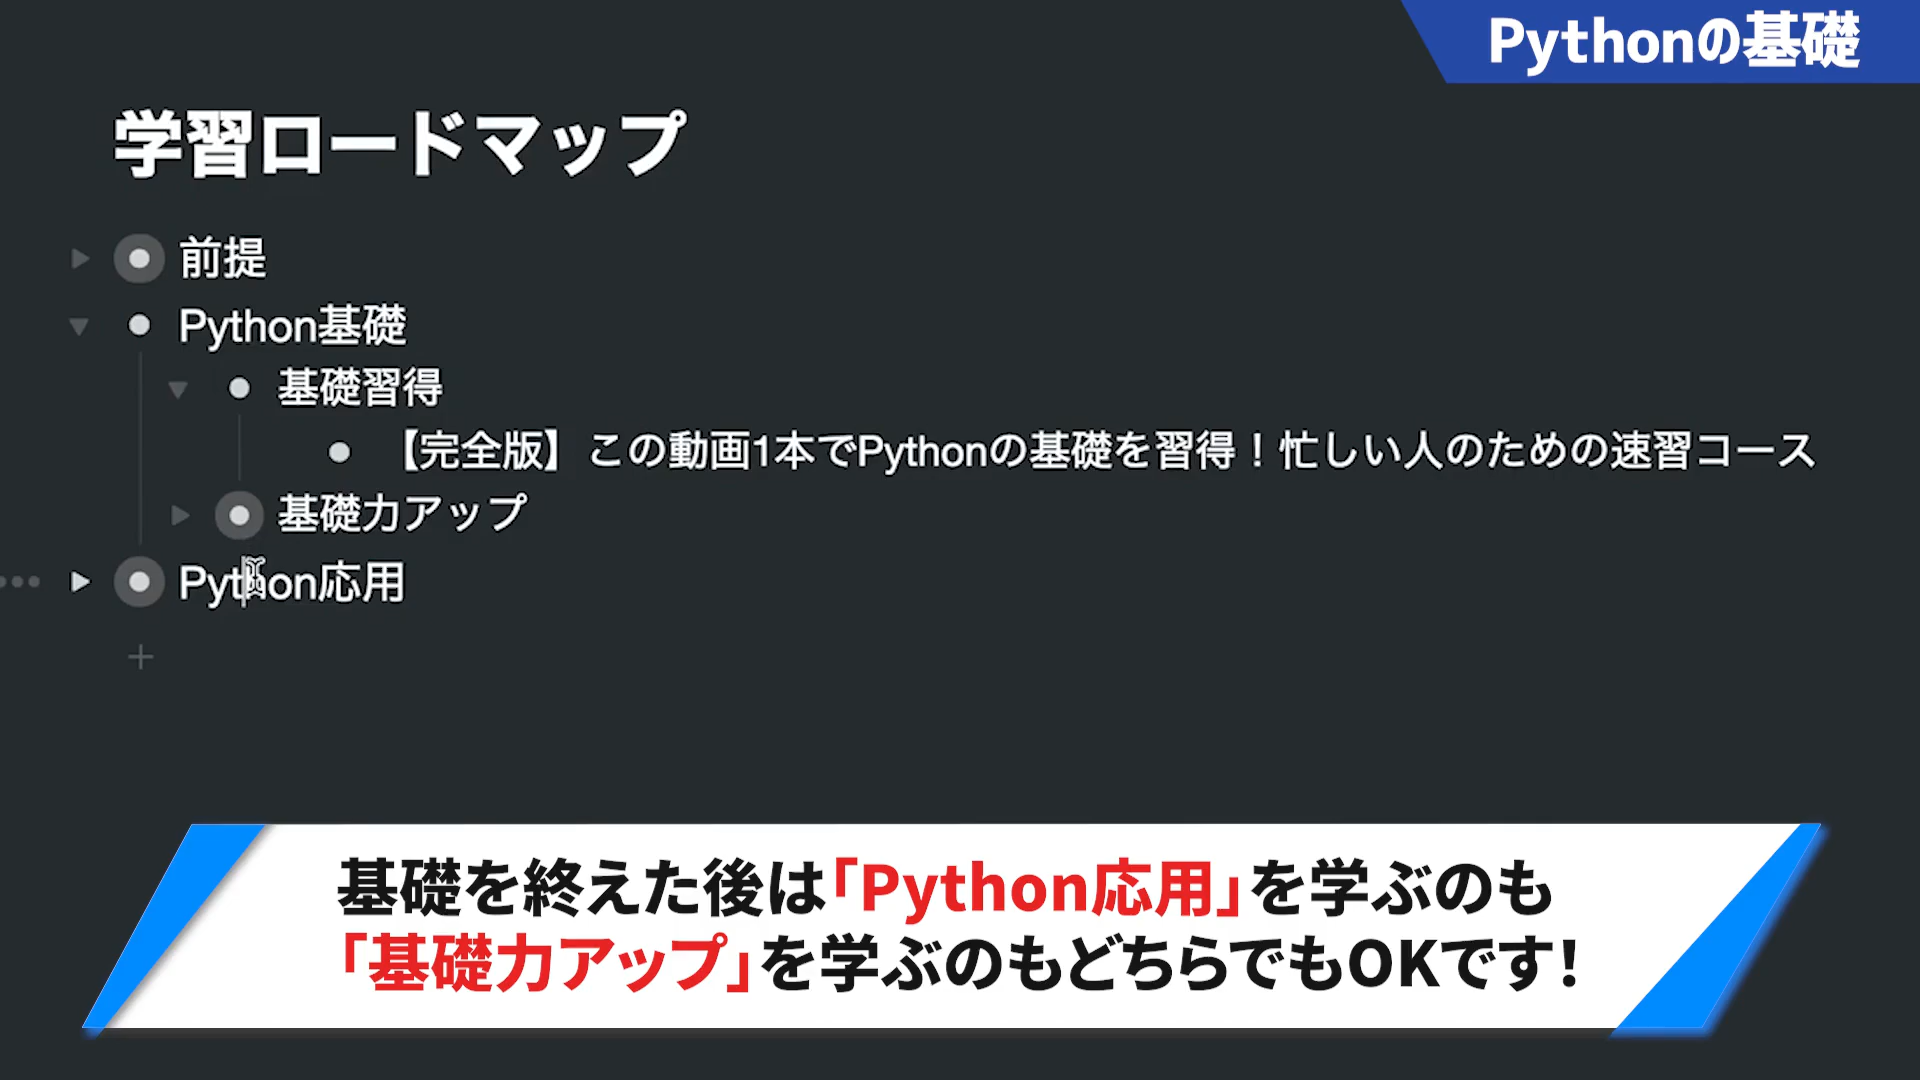 Pythonの基礎
学習ロードマップ
前提
Python基礎
基礎習得
【完全版】この動画1本でPythonの基礎を習得！忙しい人のための速習コース
基礎力アップ
Python応用
基礎を終えた後は「Python応用」を学ぶのも
「基礎力アップ」を学ぶのもどちらでもOKです！